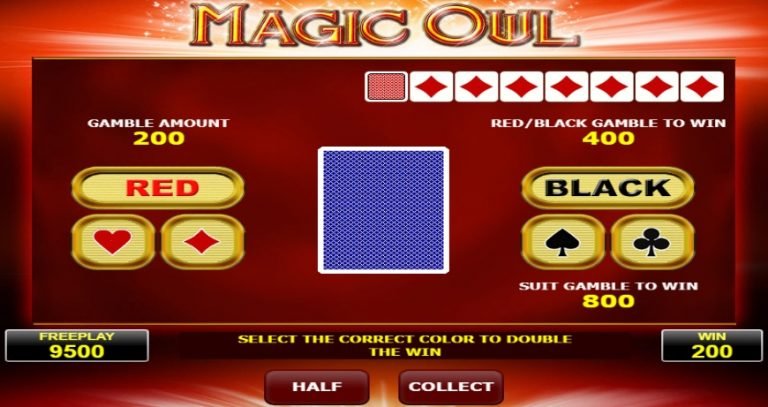 MAGIC OWL
GAMBLE AMOUNT
200
RED/BLACK GAMBLE TO WIN
400
RED
BLACK
SUIT GAMBLE TO WIN
800
FREEPLAY
9500
SELECT THE CORRECT COLOR TO DOUBLE
THE WIN
WIN
200
HALF
COLLECT